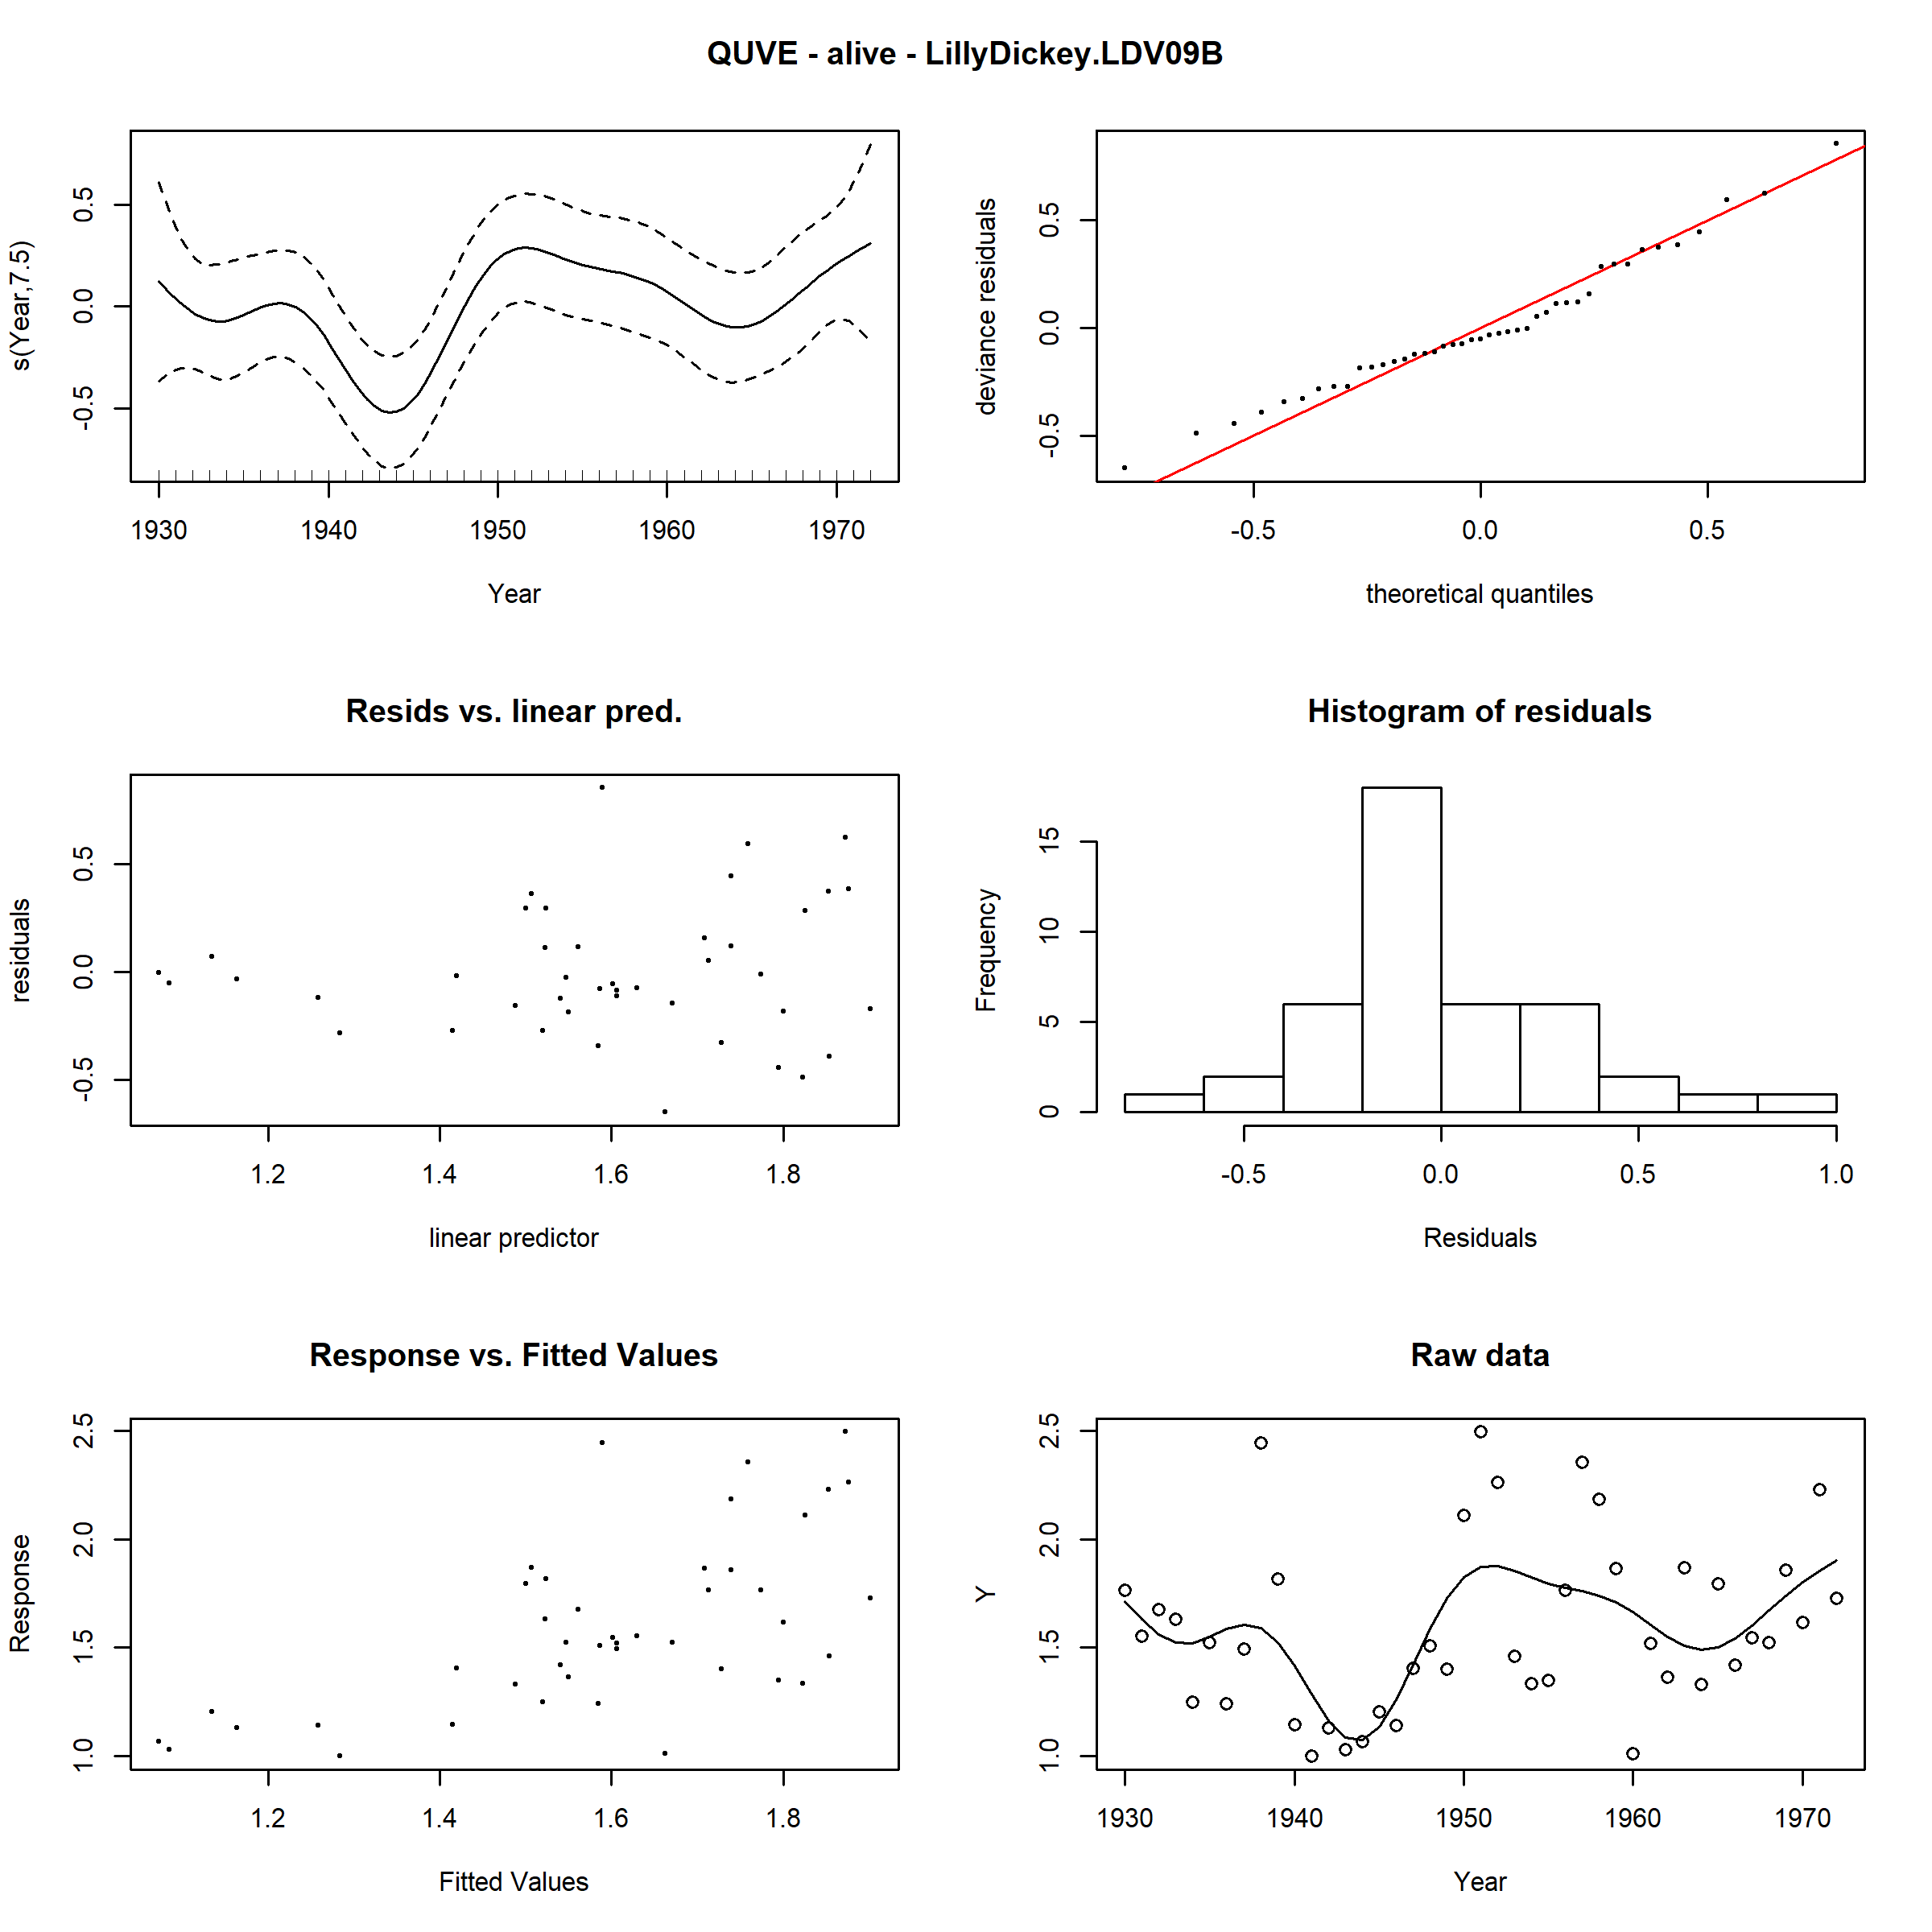 QUVE - alive - LillyDickey.LDV09B
s(Year,7.5)
0.5
0.0
-0.5
1930 1940 1950 1960 1970
Year
deviance residuals
0.5
0.0
-0.5
-0.5 0.0 0.5
theoretical quantiles
Resids vs. linear pred.
residuals
0.5
0.0
-0.5
1.2 1.4 1.6 1.8
linear predictor
Histogram of residuals
Frequency
15
10
5
0
-0.5 0.0 0.5 1.0
Residuals
Response vs. Fitted Values
Response
2.5
2.0
1.5
1.0
1.2 1.4 1.6 1.8
Fitted Values
Raw data
Y
2.5
2.0
1.5
1.0
1930 1940 1950 1960 1970
Year